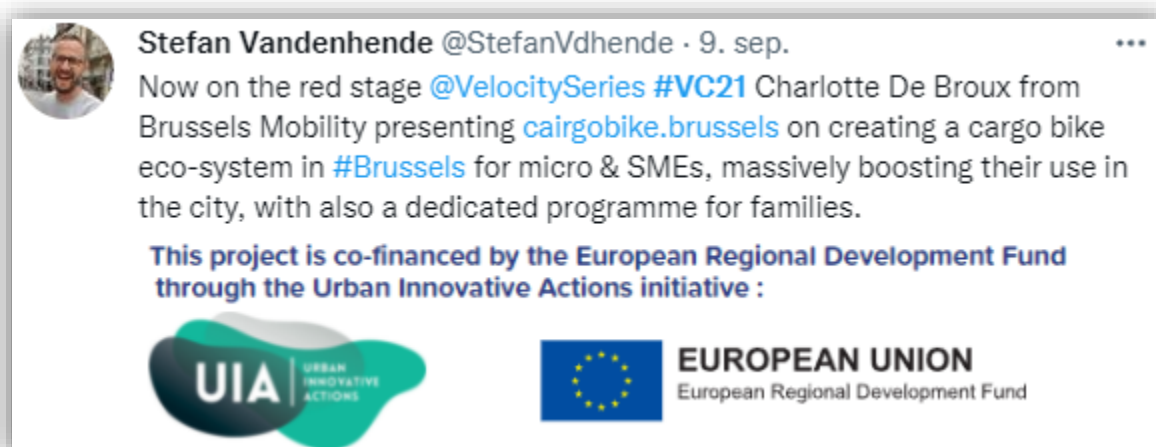 Stefan Vandenhende @StefanVdhende · 9. sep.
Now on the red stage @VelocitySeries #VC21 Charlotte De Broux from
Brussels Mobility presenting cairgobike.brussels on creating a cargo bike
eco-system in #Brussels for micro & SMEs, massively boosting their use in
the city, with also a dedicated programme for families.
This project is co-financed by the European Regional Development Fund
through the Urban Innovative Actions initiative :
UIA
URBAN
INNOVATIVE
ACTIONS
EUROPEAN UNION
European Regional Development Fund